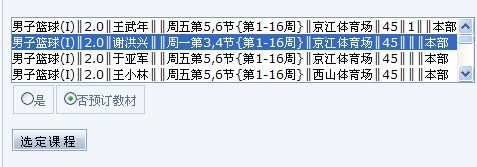 男子篮球(I)‖2.0‖王武年‖‖周五第5,6节{第1-16周}‖京江体育场‖45‖1‖‖本部
男子篮球(I)‖2.0‖谢洪兴‖‖周一第3,4节{第1-16周}‖京江体育场‖45‖‖‖本部
男子篮球(I)‖2.0‖于亚军‖‖周五第5,6节{第1-16周}‖京江体育场‖45‖‖‖本部
男子篮球(I)‖2.0‖王小林‖‖周五第5,6节{第1-16周}‖西山体育场‖45‖‖‖本部
是 否预订教材
选定课程